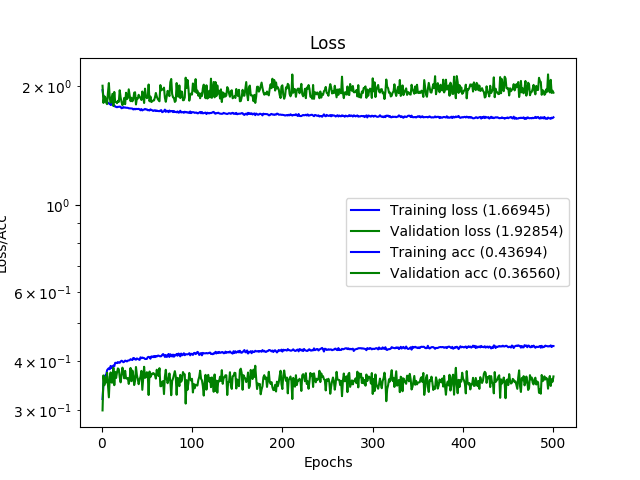 Loss
2 × 10⁰
10⁰
6 × 10⁻¹
4 × 10⁻¹
3 × 10⁻¹
Loss/Acc
Training loss (1.66945)
Validation loss (1.92854)
Training acc (0.43694)
Validation acc (0.36560)
0 100 200 300 400 500
Epochs